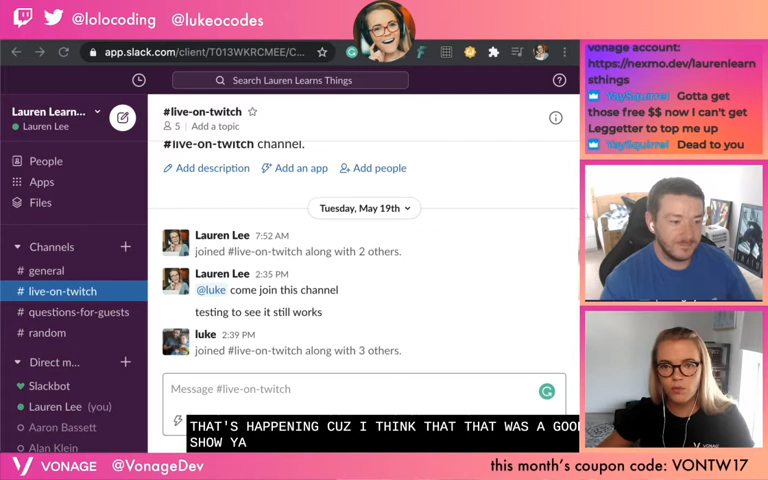 @lolocoding
@lukeocodes
app.slack.com/client/T013WKRCMEE/C...
Search Lauren Learns Things
Lauren Learn...
Lauren Lee
People
Apps
Files
Channels
# general
# live-on-twitch
# questions-for-guests
# random
Direct m...
Slackbot
Lauren Lee (you)
Aaron Bassett
Alan Klein
#live-on-twitch
5 | Add a topic
#live-on-twitch channel.
Add description
Add an app
Add people
Tuesday, May 19th
Lauren Lee 7:52 AM
joined #live-on-twitch along with 2 others.
Lauren Lee 2:35 PM
@luke come join this channel
testing to see it still works
luke 2:39 PM
joined #live-on-twitch along with 3 others.
Message #live-on-twitch
THAT'S HAPPENING CUZ I THINK THAT THAT WAS A
SHOW YA
vonage account:
https://nexmo.dev/laurenlearn
sthings
YaySquirrel Gotta get
those free $$ now I can't get
Leggetter to top me up
YaySquirrel Dead to you
VONAGE
VONAGE @VonageDev
this month's coupon code: VONTW17